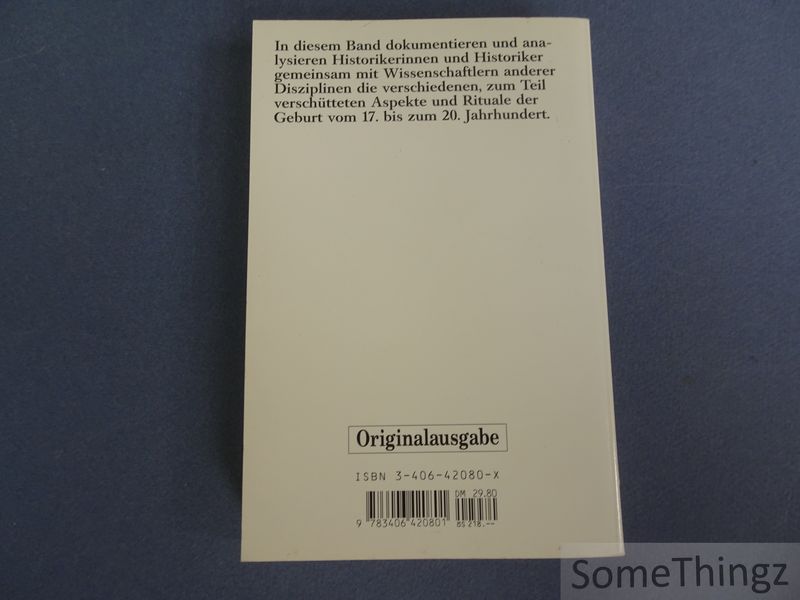 In diesem Band dokumentieren und ana-
lysieren Historikerinnen und Historiker
gemeinsam mit Wissenschaftlern anderer
Disziplinen die verschiedenen, zum Teil
verschütteten Aspekte und Rituale der
Geburt vom 17. bis zum 20. Jahrhundert.
Originalausgabe
ISBN 3-406-42080-X
DM 29.80
9 783406 420801
ÖS 218.--
SomeThingz